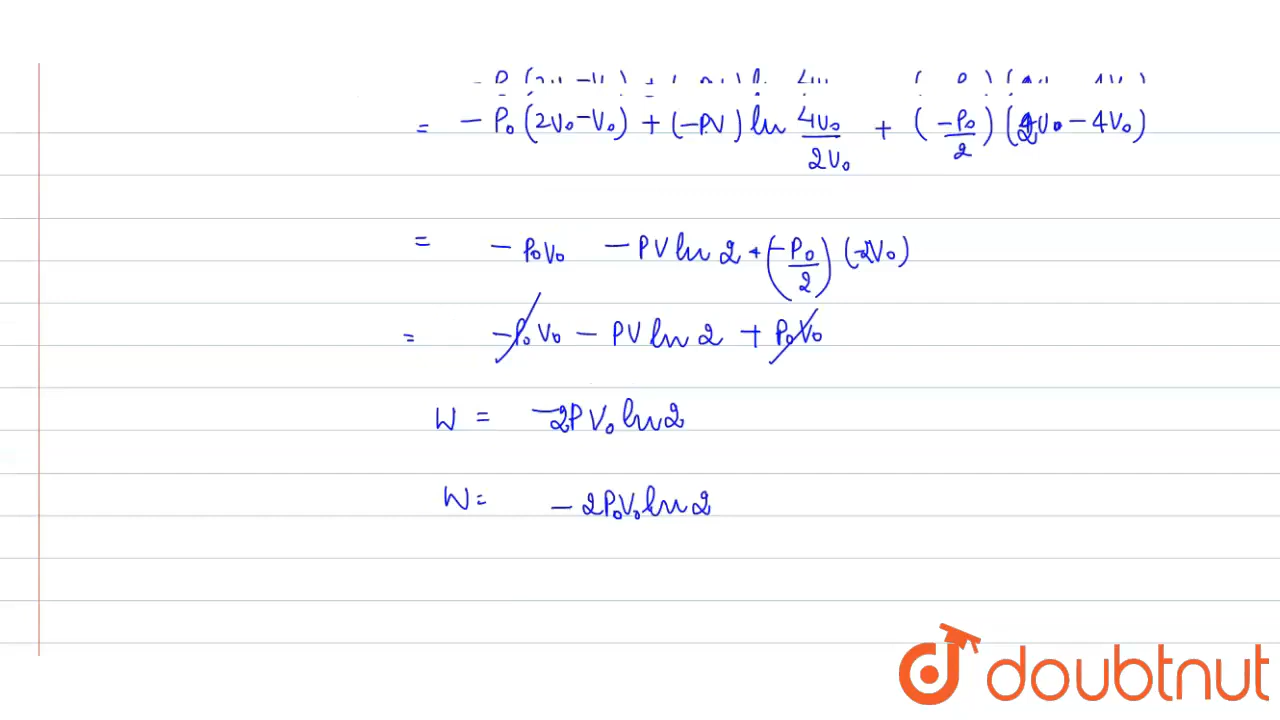 = - P₀ (2V₀ - V₀) + (-PV) ln 4V₀/2V₀ + (-P₀/2) (2V₀ - 4V₀)
= - P₀V₀ - PV ln 2 + (-P₀/2) (-2V₀)
= - P₀V₀ - PV ln 2 + P₀V₀
W = -2PV₀ ln 2
W = - 2P₀V₀ ln 2
doubtnut